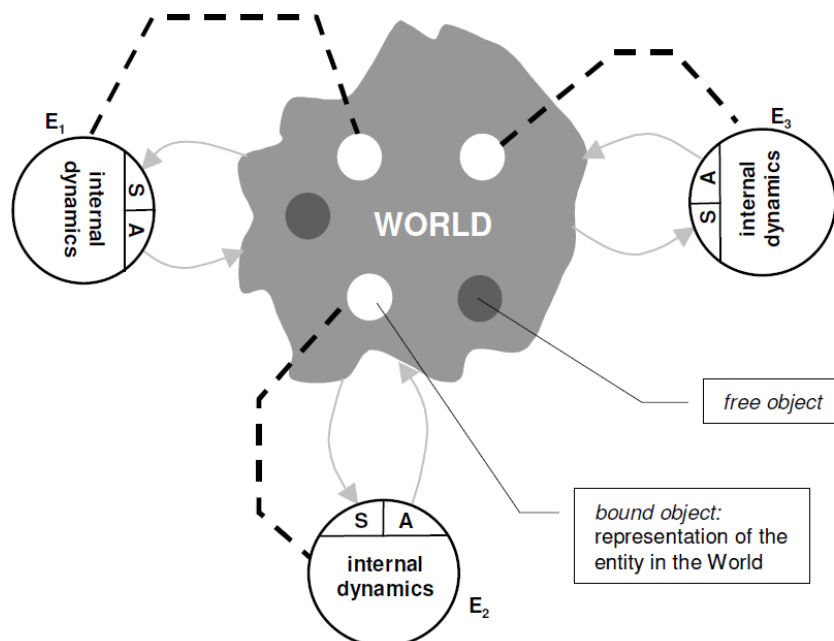 E1
S
A
internal
dynamics
WORLD
E3
A
S
internal
dynamics
free object
S A
internal
dynamics
E2
bound object:
representation of the
entity in the World